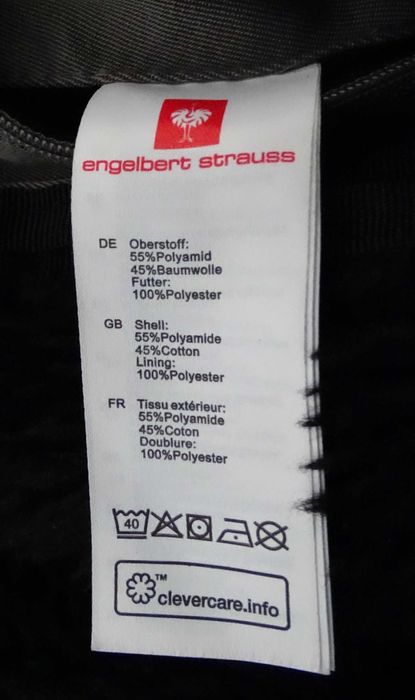 engelbert strauss
DE Oberstoff:
55%Polyamid
45%Baumwolle
Futter:
100%Polyester
GB Shell:
55%Polyamide
45%Cotton
Lining:
100%Polyester
FR Tissu extérieur:
55%Polyamide
45%Coton
Doublure:
100%Polyester
40
TM
clevercare.info